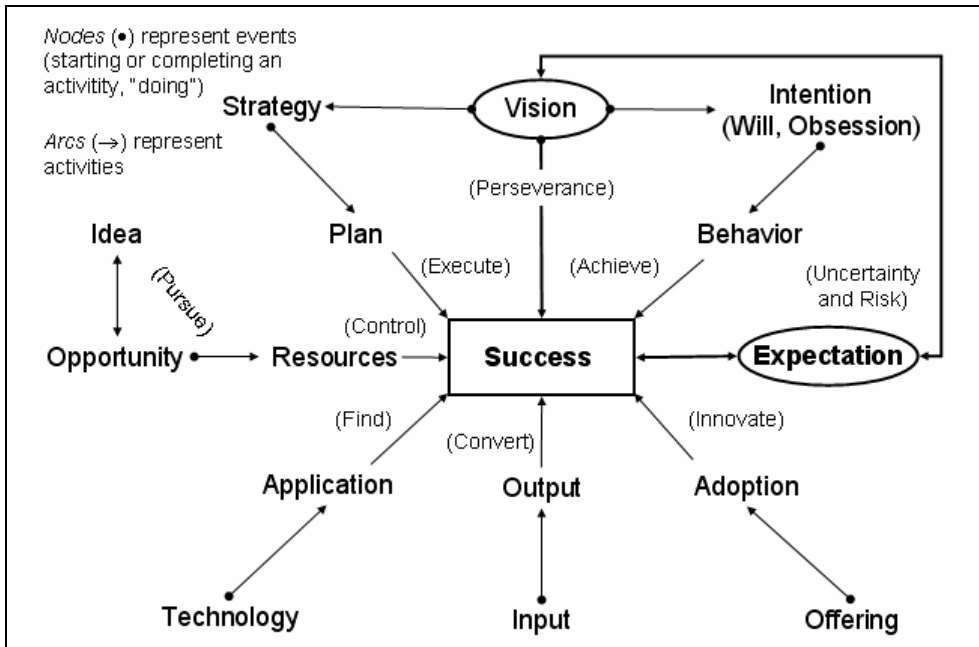 Nodes (•) represent events
(starting or completing an
activitity, "doing")
Strategy
Vision
Intention
(Will, Obsession)
Arcs (→) represent
activities
(Perseverance)
Idea
Plan
Behavior
(Pursue)
(Execute)
(Achieve)
(Uncertainty
and Risk)
(Control)
Opportunity
Resources
Success
Expectation
(Find)
(Convert)
(Innovate)
Application
Output
Adoption
Technology
Input
Offering